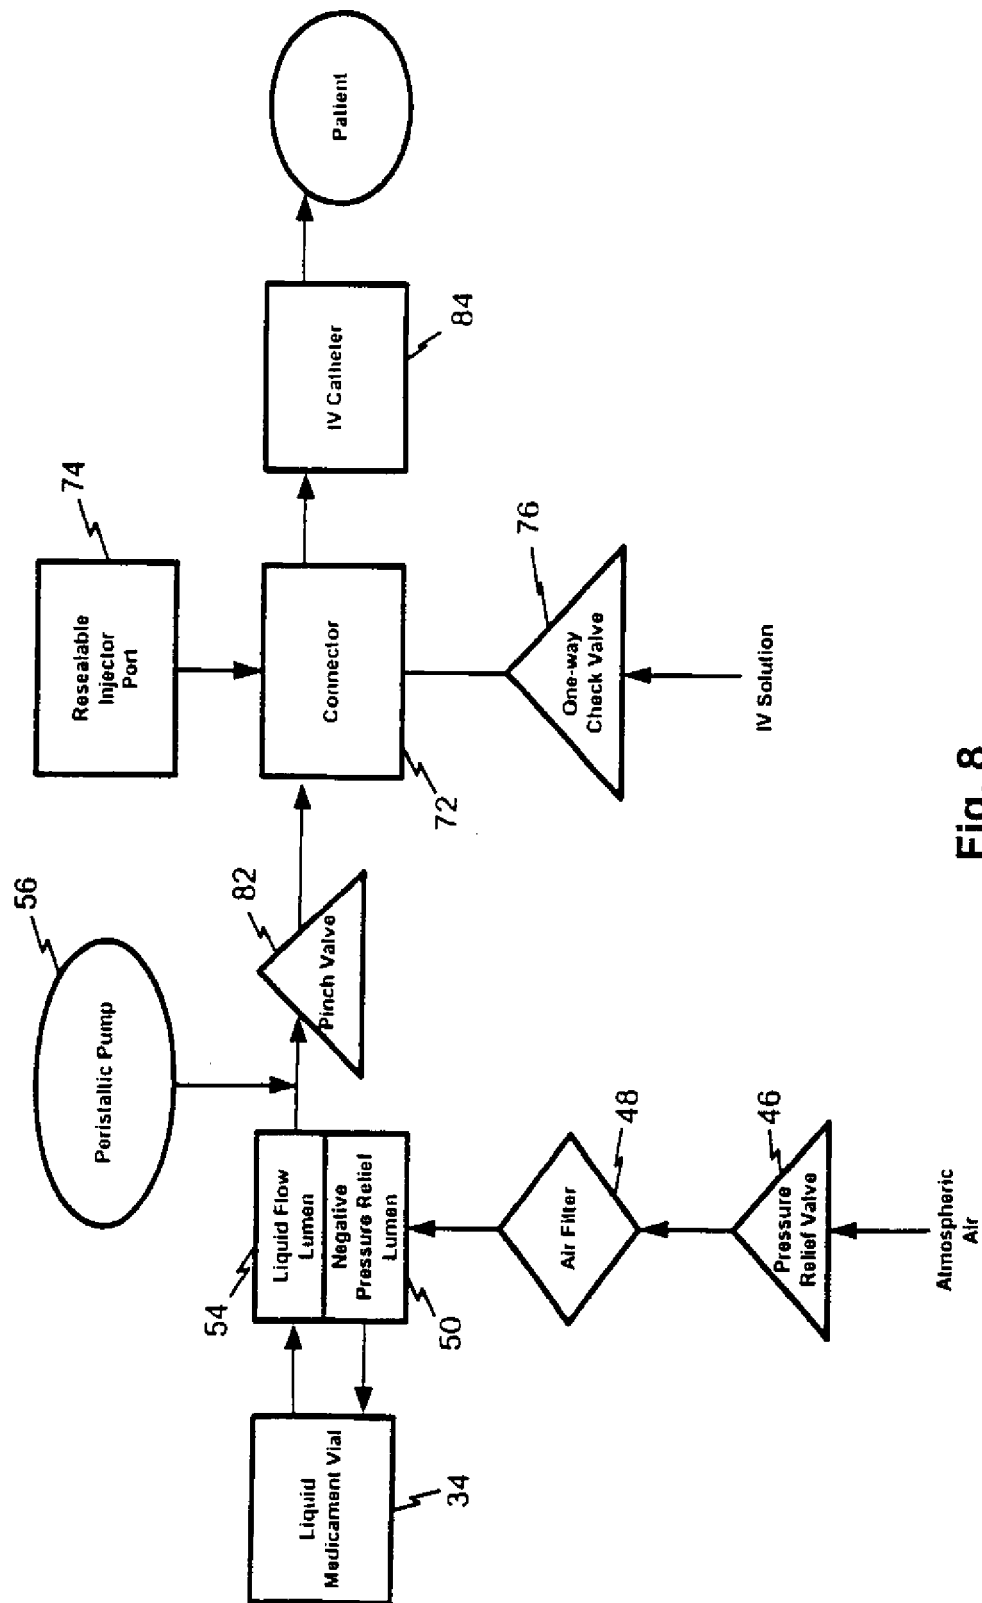 56
Peristaltic Pump
74
Resealable
Injector
Port
54
Liquid Flow
Lumen
Negative
Pressure Relief
Lumen
50
Liquid
Medicament Vial
34
82
Pinch Valve
Connector
72
IV Catheter
84
Patient
Air Filter
48
Pressure
Relief Valve
46
Atmospheric
Air
One-way
Check Valve
76
IV Solution
Fig. 8